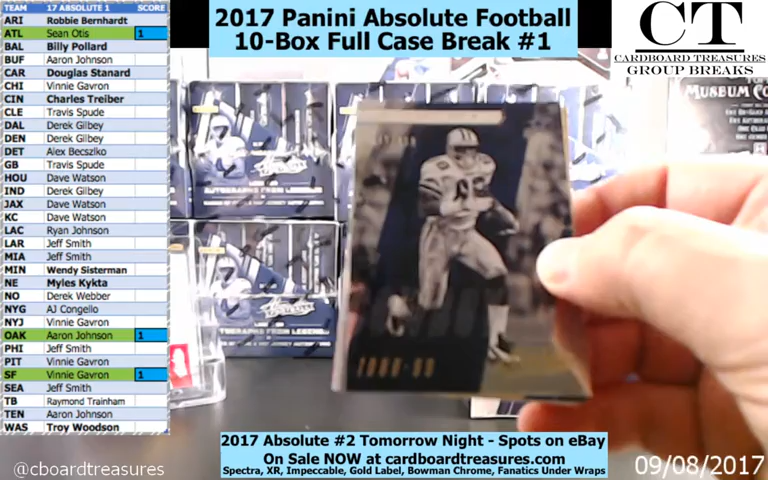 TEAM 17 ABSOLUTE 1 SCORE
ARI Robbie Bernhardt
ATL Sean Otis 1
BAL Billy Pollard
BUF Aaron Johnson
CAR Douglas Stanard
CHI Vinnie Gavron
CIN Charles Treiber
CLE Travis Spude
DAL Derek Gilbey
DEN Derek Gilbey
DET Alex Becsziko
GB Travis Spude
HOU Dave Watson
IND Derek Gilbey
JAX Dave Watson
KC Dave Watson
LAC Ryan Johnson
LAR Jeff Smith
MIA Jeff Smith
MIN Wendy Sisterman
NE Myles Kykta
NO Derek Webber
NYG AJ Congello
NYJ Vinnie Gavron
OAK Aaron Johnson 1
PHI Jeff Smith
PIT Vinnie Gavron
SF Vinnie Gavron 1
SEA Jeff Smith
TB Raymond Trainham
TEN Aaron Johnson
WAS Troy Woodson
@cboardtreasures
2017 Panini Absolute Football
10-Box Full Case Break #1
CT
CARDBOARD TREASURES
GROUP BREAKS
MUSEUM CO
AUTOGRAPHS FROM LEGENDS
2017 Absolute #2 Tomorrow Night - Spots on eBay
On Sale NOW at cardboardtreasures.com
Spectra, XR, Impeccable, Gold Label, Bowman Chrome, Fanatics Under Wraps
09/08/2017